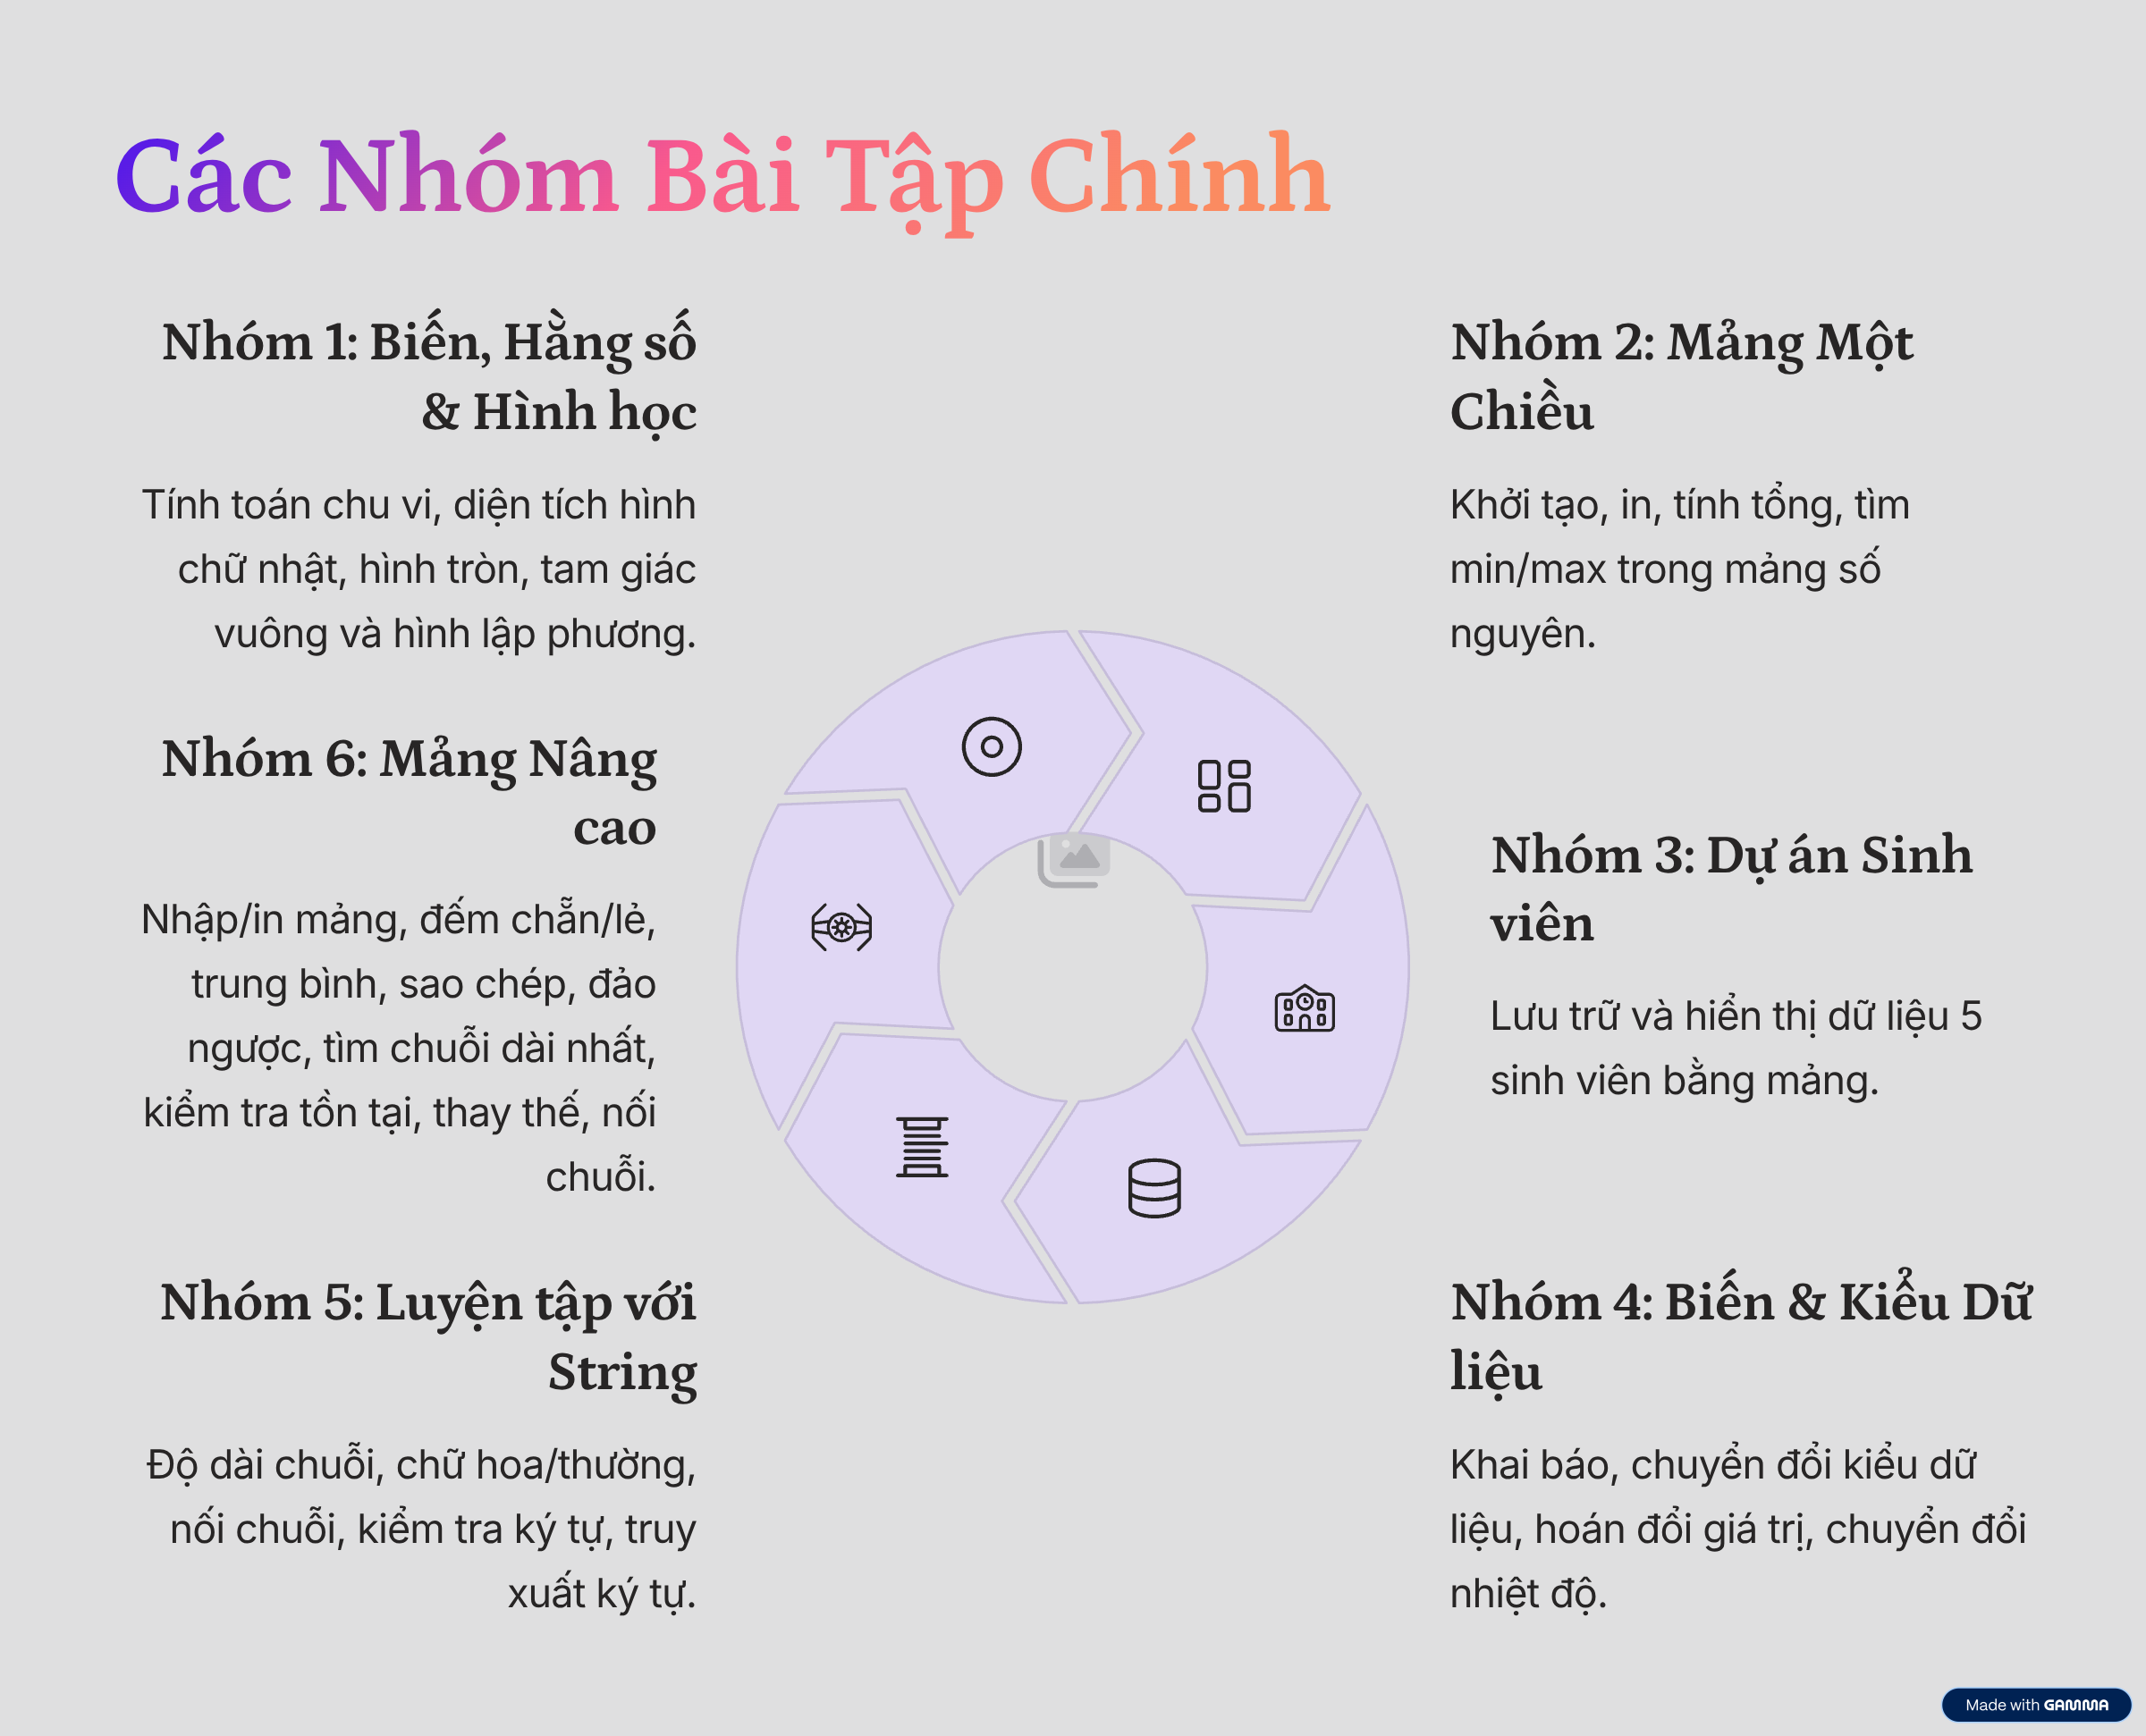 Các Nhóm Bài Tập Chính
Nhóm 1: Biến, Hằng số
& Hình học
Tính toán chu vi, diện tích hình
chữ nhật, hình tròn, tam giác
vuông và hình lập phương.
Nhóm 2: Mảng Một
Chiều
Khởi tạo, in, tính tổng, tìm
min/max trong mảng số
nguyên.
Nhóm 3: Dự án Sinh
viên
Lưu trữ và hiển thị dữ liệu 5
sinh viên bằng mảng.
Nhóm 4: Biến & Kiểu Dữ
liệu
Khai báo, chuyển đổi kiểu dữ
liệu, hoán đổi giá trị, chuyển đổi
nhiệt độ.
Nhóm 5: Luyện tập với
String
Độ dài chuỗi, chữ hoa/thường,
nối chuỗi, kiểm tra ký tự, truy
xuất ký tự.
Nhóm 6: Mảng Nâng
cao
Nhập/in mảng, đếm chẵn/lẻ,
trung bình, sao chép, đảo
ngược, tìm chuỗi dài nhất,
kiểm tra tồn tại, thay thế, nối
chuỗi.
Made with GAMMA